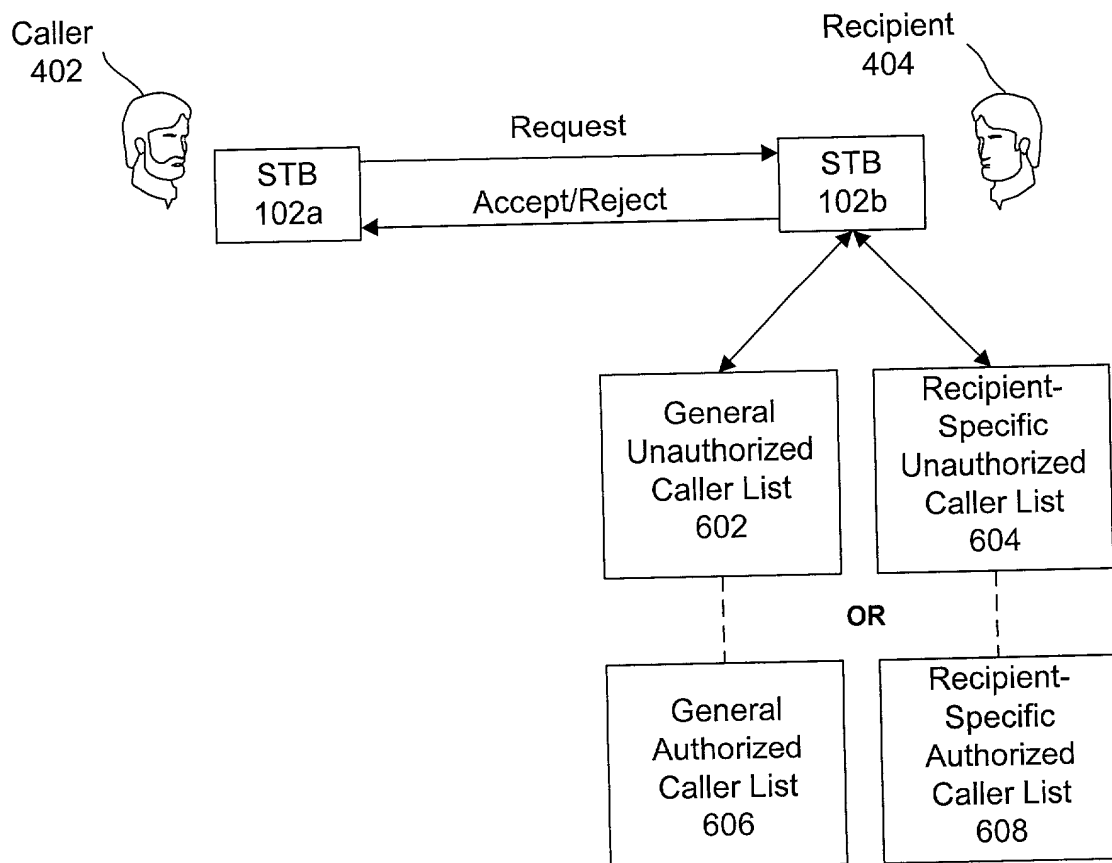 Caller
402
Recipient
404
Request
STB
102a
STB
102b
Accept/Reject
General
Unauthorized
Caller List
602
Recipient-
Specific
Unauthorized
Caller List
604
OR
General
Authorized
Caller List
606
Recipient-
Specific
Authorized
Caller List
608